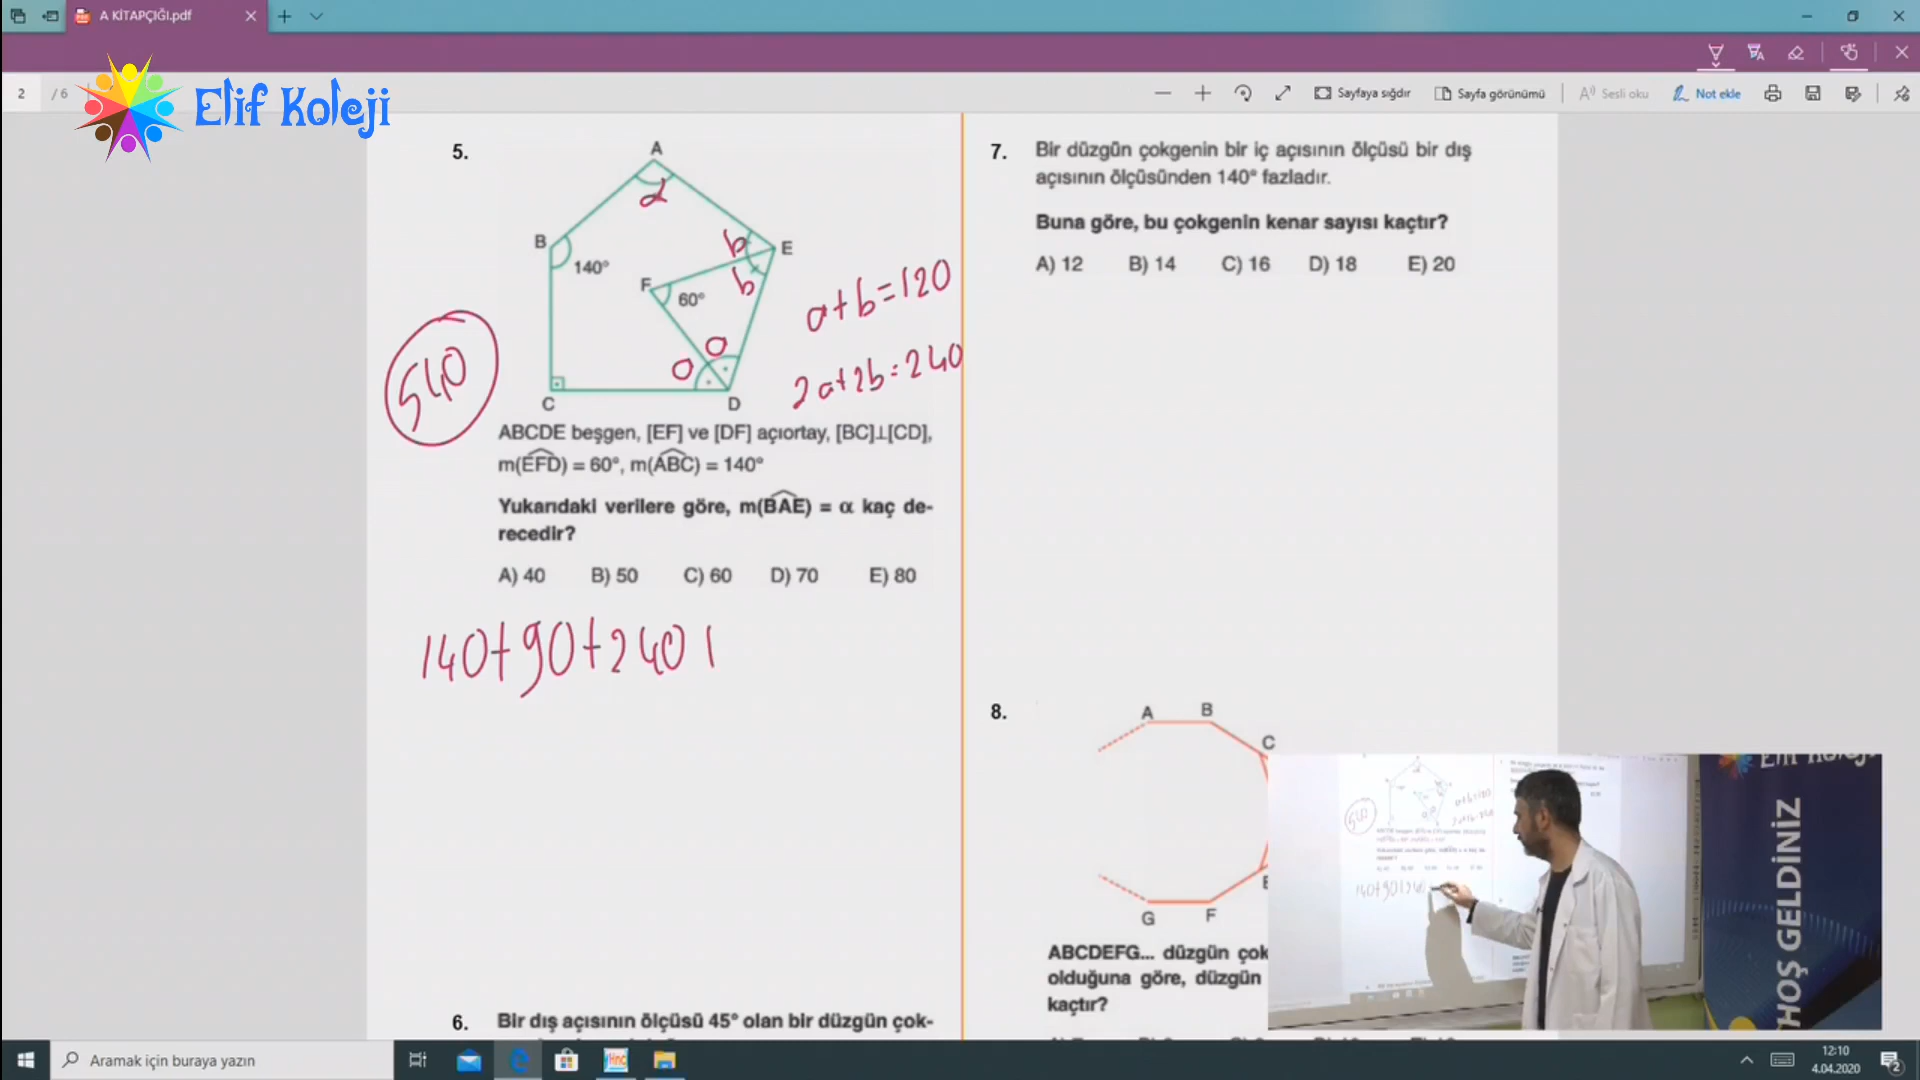 A KİTAPÇIĞI.pdf
2 / 6
Elif Koleji
Sayfaya sığdır
Sayfa görünümü
Sesli oku
Not ekle
5.
A
α
B
140°
E
b
b
F
60°
a
a
C
D
540
a+b=120
2a+2b=240
ABCDE beşgen, [EF] ve [DF] açıortay, [BC]⊥[CD],
m(EFD) = 60°, m(ABC) = 140°
Yukarıdaki verilere göre, m(BAE) = α kaç de-
recedir?
A) 40 B) 50 C) 60 D) 70 E) 80
140+90+240
6. Bir dış açısının ölçüsü 45° olan bir düzgün çok-
7. Bir düzgün çokgenin bir iç açısının ölçüsü bir dış
açısının ölçüsünden 140° fazladır.
Buna göre, bu çokgenin kenar sayısı kaçtır?
A) 12 B) 14 C) 16 D) 18 E) 20
8.
A
B
C
G
F
ABCDEFG... düzgün çok
olduğuna göre, düzgün
kaçtır?
HOŞ GELDİNİZ
Aramak için buraya yazın
12:10
4.04.2020
2